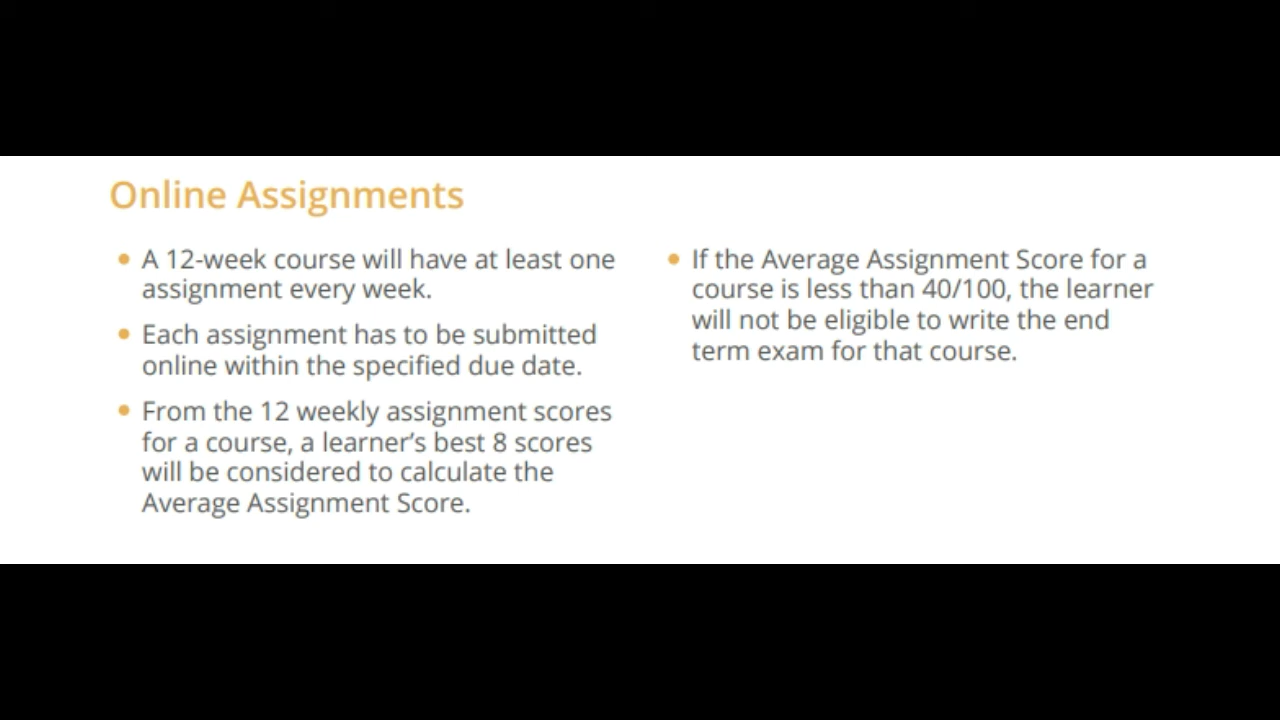 Online Assignments
A 12-week course will have at least one
assignment every week.
Each assignment has to be submitted
online within the specified due date.
From the 12 weekly assignment scores
for a course, a learner’s best 8 scores
will be considered to calculate the
Average Assignment Score.
If the Average Assignment Score for a
course is less than 40/100, the learner
will not be eligible to write the end
term exam for that course.